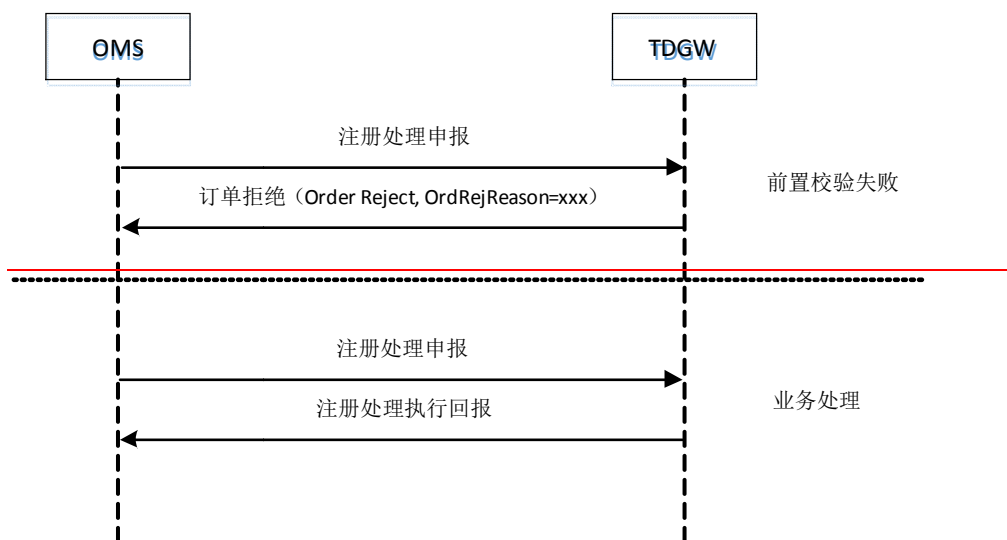 OMS
TDGW
注册处理申报
前置校验失败
订单拒绝（Order Reject, OrdRejReason=xxx）
注册处理申报
业务处理
注册处理执行回报